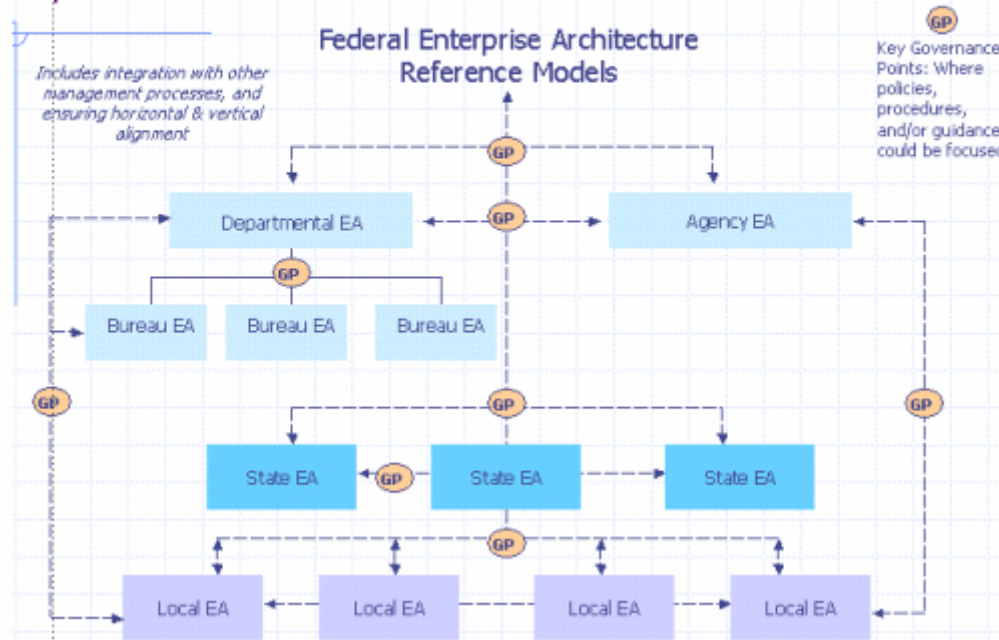 Federal Enterprise Architecture
Reference Models
GP
Key Governance
Points: Where
policies,
procedures,
and/or guidance
could be focused
Includes integration with other
management processes, and
ensuring horizontal & vertical
alignment
GP
Departmental EA
GP
Agency EA
GP
Bureau EA
Bureau EA
Bureau EA
GP
GP
GP
State EA
GP
State EA
State EA
GP
Local EA
Local EA
Local EA
Local EA